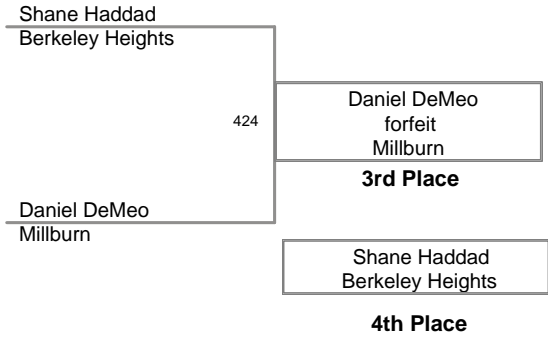 Shane Haddad
Berkeley Heights
424
Daniel DeMeo
forfeit
Millburn
3rd Place
Daniel DeMeo
Millburn
Shane Haddad
Berkeley Heights
4th Place